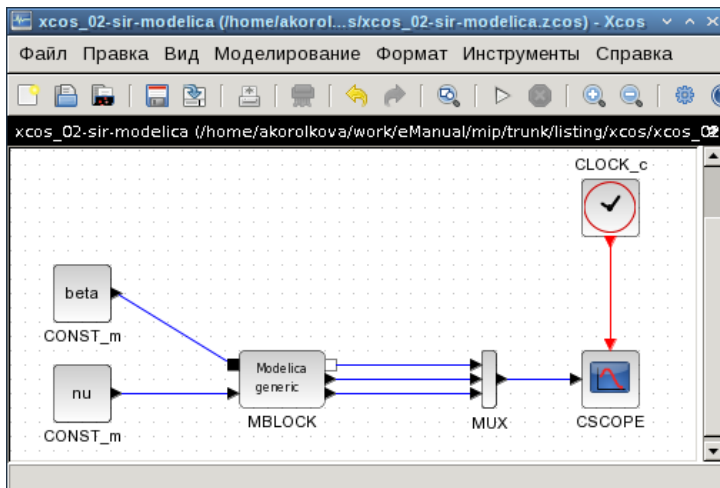 xcos_02-sir-modelica (/home/akorol...s/xcos_02-sir-modelica.zcos) - Xcos
Файл Правка Вид Моделирование Формат Инструменты Справка
xcos_02-sir-modelica (/home/akorolkova/work/eManual/mip/trunk/listing/xcos/xcos_02
CLOCK_c
beta
CONST_m
Modelica
generic
nu
MBLOCK
MUX
CSCOPE
CONST_m